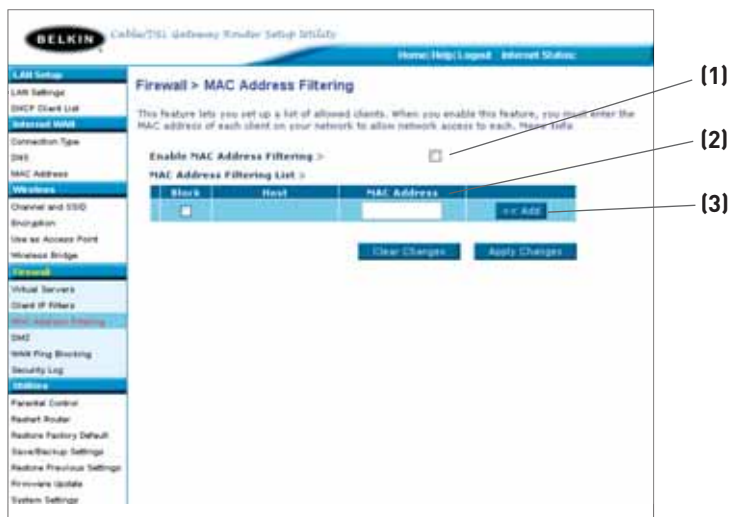 BELKIN
Cable/DSL Gateway Router Setup Utility
Home|Help|Logout Internet Status:
LAN Setup
LAN Settings
DHCP Client List
Internet WAN
Connection Type
DNS
MAC Address
Wireless
Channel and SSID
Encryption
Use as Access Point
Wireless Bridge
Firewall
Virtual Servers
Client IP Filters
MAC Address Filtering
DMZ
WAN Ping Blocking
Security Log
Utilities
Parental Control
Restart Router
Restore Factory Default
Save/Backup Settings
Restore Previous Settings
Firmware Update
System Settings
Firewall > MAC Address Filtering
This feature lets you set up a list of allowed clients. When you enable this feature, you must enter the
MAC address of each client on your network to allow network access to each. More Info
Enable MAC Address Filtering >
MAC Address Filtering List >
Block Host MAC Address
<< Add
Clear Changes Apply Changes
(1)
(2)
(3)